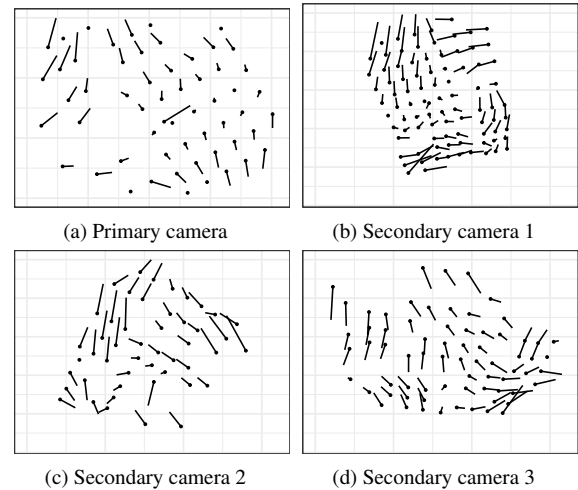 (a) Primary camera
(b) Secondary camera 1
(c) Secondary camera 2
(d) Secondary camera 3